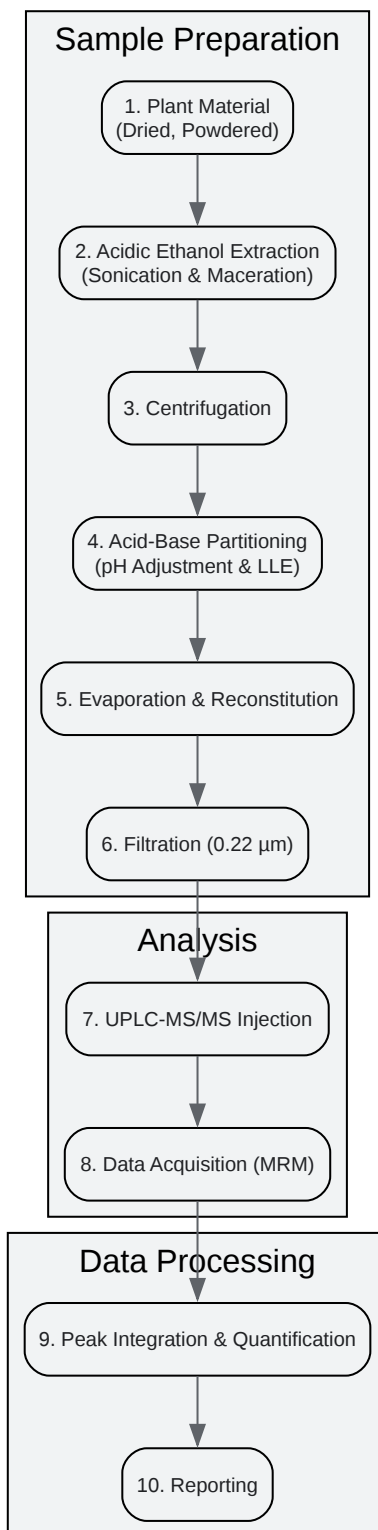 Sample Preparation
1. Plant Material
(Dried, Powdered)
2. Acidic Ethanol Extraction
(Sonication & Maceration)
3. Centrifugation
4. Acid-Base Partitioning
(pH Adjustment & LLE)
5. Evaporation & Reconstitution
6. Filtration (0.22 µm)
Analysis
7. UPLC-MS/MS Injection
8. Data Acquisition (MRM)
Data Processing
9. Peak Integration & Quantification
10. Reporting